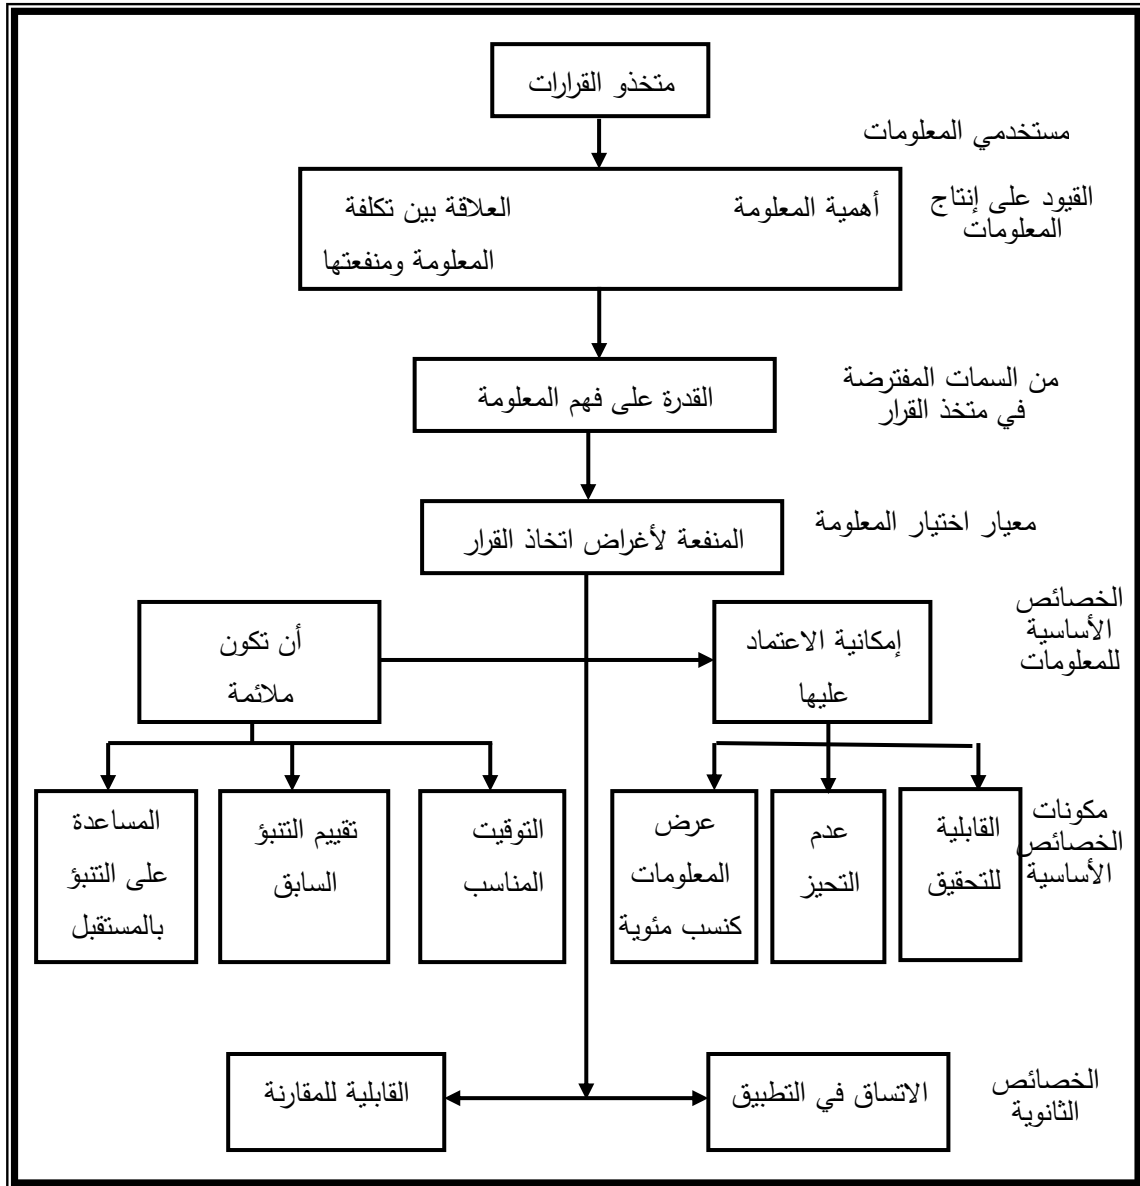 متخذو القرارات
مستخدمي المعلومات
القيود على إنتاج
المعلومات
أهمية المعلومة
العلاقة بين تكلفة
المعلومة ومنفعتها
من السمات المفترضة
في متخذ القرار
القدرة على فهم المعلومة
معيار اختيار المعلومة
المنفعة لأغراض اتخاذ القرار
الخصائص
الأساسية
للمعلومات
إمكانية الاعتماد
عليها
أن تكون
ملائمة
مكونات
الخصائص
الأساسية
القابلية
للتحقيق
عدم
التحيز
عرض
المعلومات
كنسب مئوية
التوقيت
المناسب
تقييم التنبؤ
السابق
المساعدة
على التنبؤ
بالمستقبل
الخصائص
الثانوية
الاتساق في التطبيق
القابلية للمقارنة